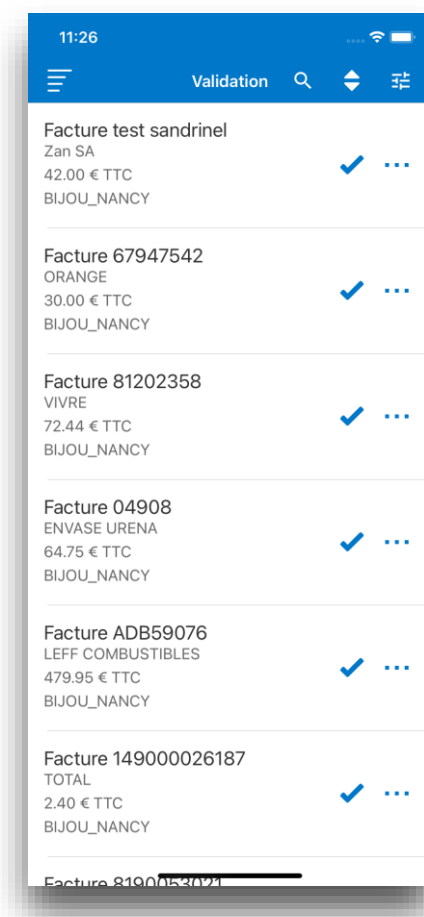 11:26
Validation
Facture test sandrinel
Zan SA
42.00 € TTC
BIJOU_NANCY
Facture 67947542
ORANGE
30.00 € TTC
BIJOU_NANCY
Facture 81202358
VIVRE
72.44 € TTC
BIJOU_NANCY
Facture 04908
ENVASE URENA
64.75 € TTC
BIJOU_NANCY
Facture ADB59076
LEFF COMBUSTIBLES
479.95 € TTC
BIJOU_NANCY
Facture 149000026187
TOTAL
2.40 € TTC
BIJOU_NANCY
Facture 8190053021